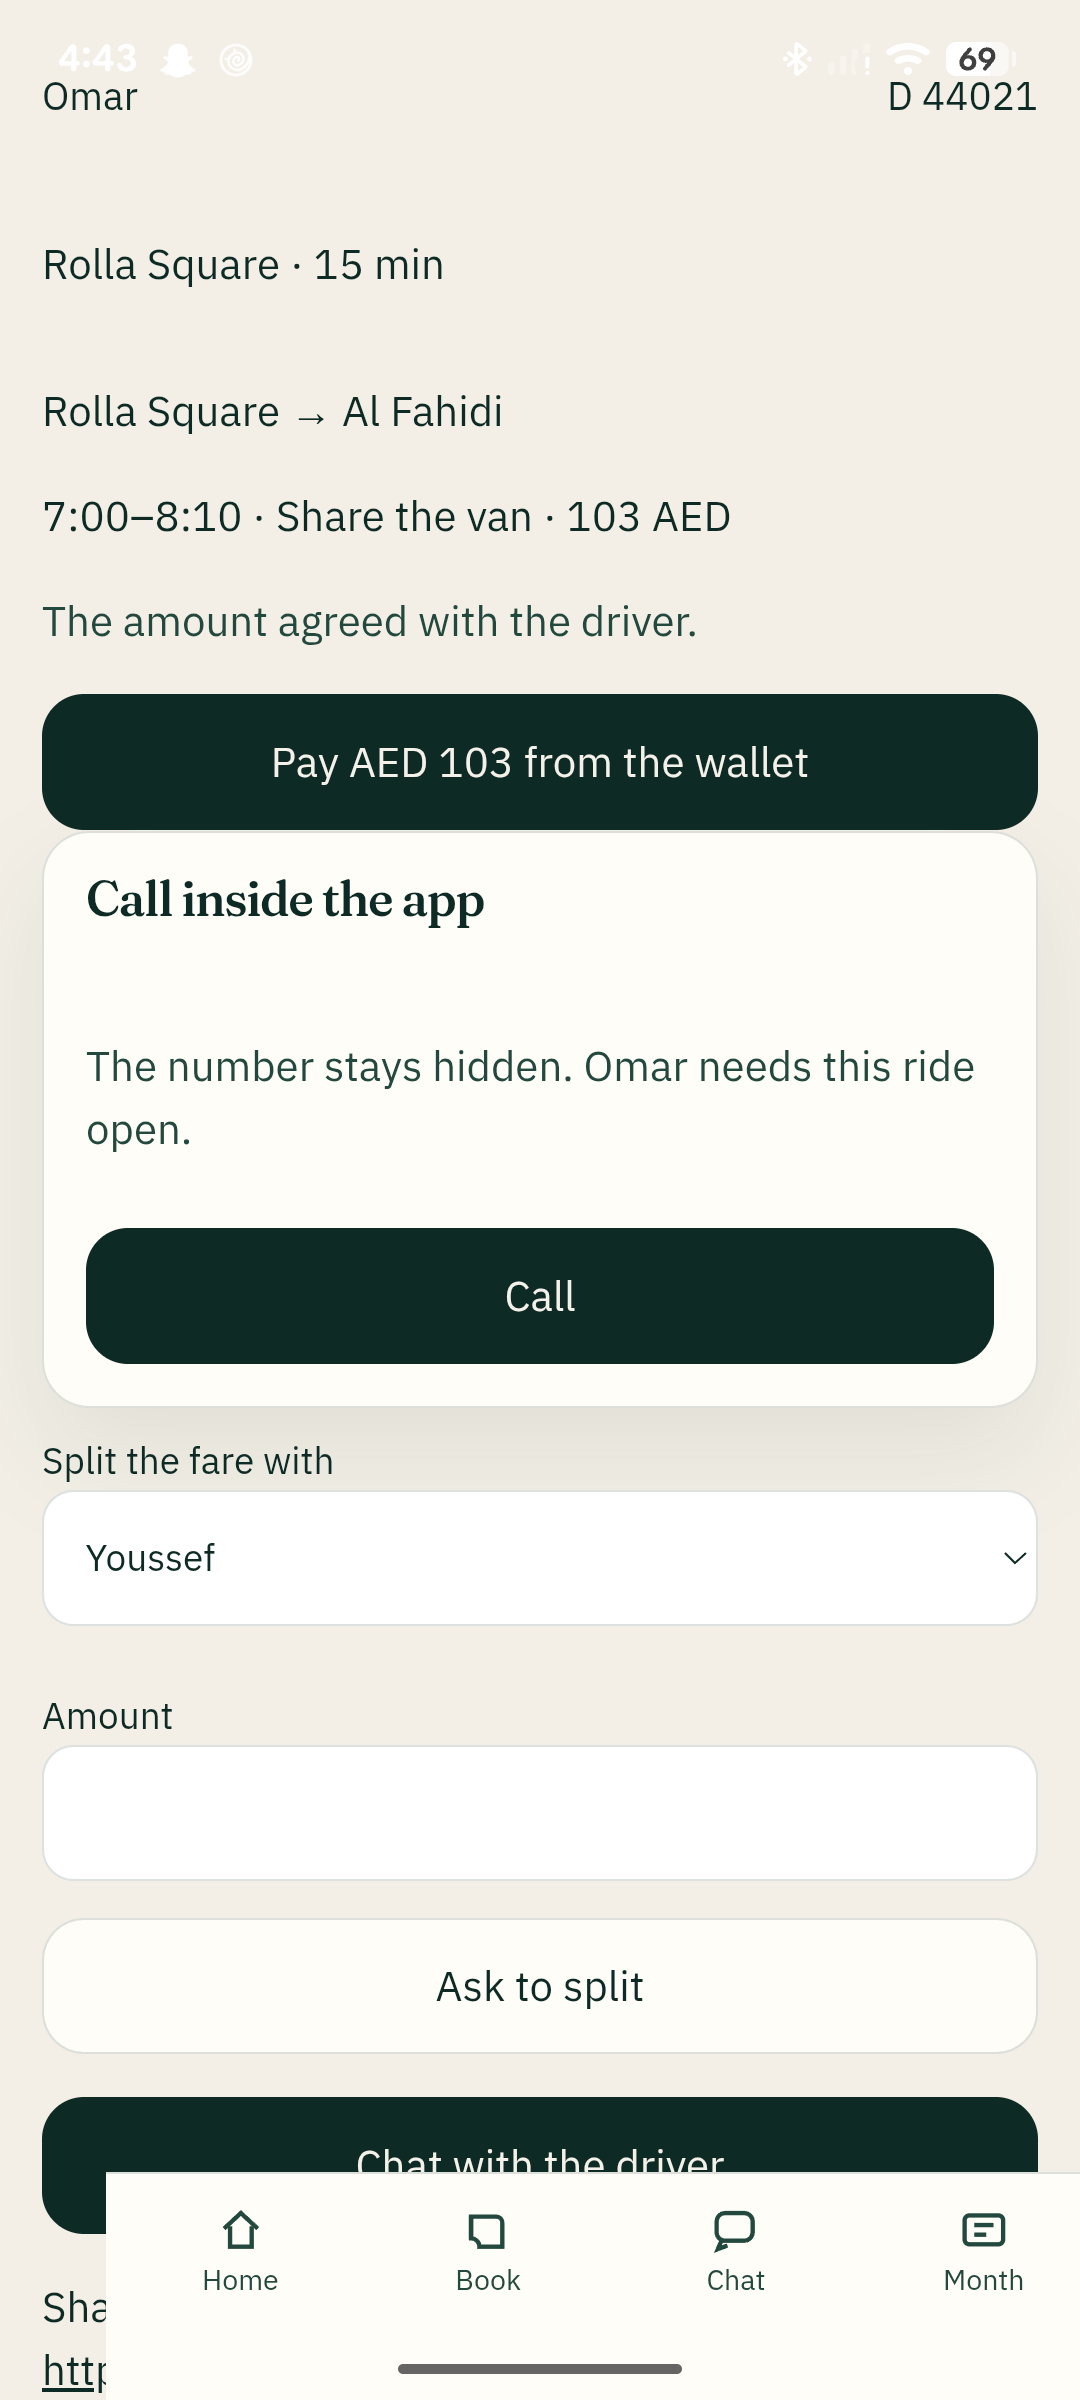 4:43
69
Omar
D 44021
Rolla Square · 15 min
Rolla Square → Al Fahidi
7:00–8:10 · Share the van · 103 AED
The amount agreed with the driver.
Pay AED 103 from the wallet
Call inside the app
The number stays hidden. Omar needs this ride
open.
Call
Split the fare with
Youssef
Amount
Ask to split
Chat with the driver
Home
Book
Chat
Month